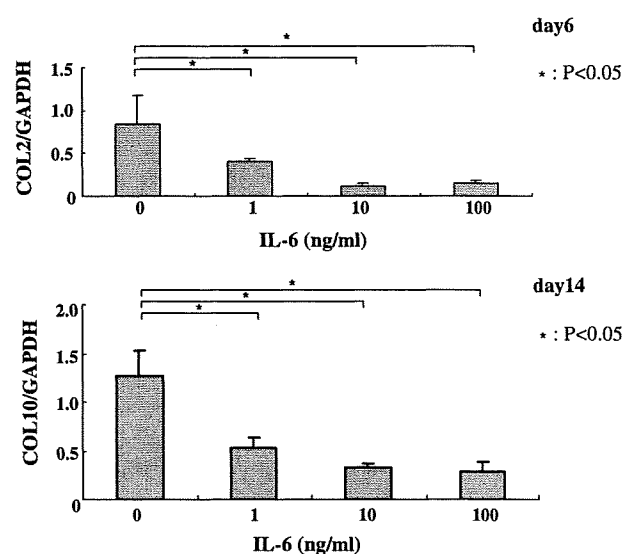 day6
* : P<0.05
*
*
*
COL2/GAPDH
1.5
1.0
0.5
0
0 1 10 100
IL-6 (ng/ml)
day14
* : P<0.05
*
*
*
COL10/GAPDH
2.0
1.5
1.0
0.5
0
0 1 10 100
IL-6 (ng/ml)